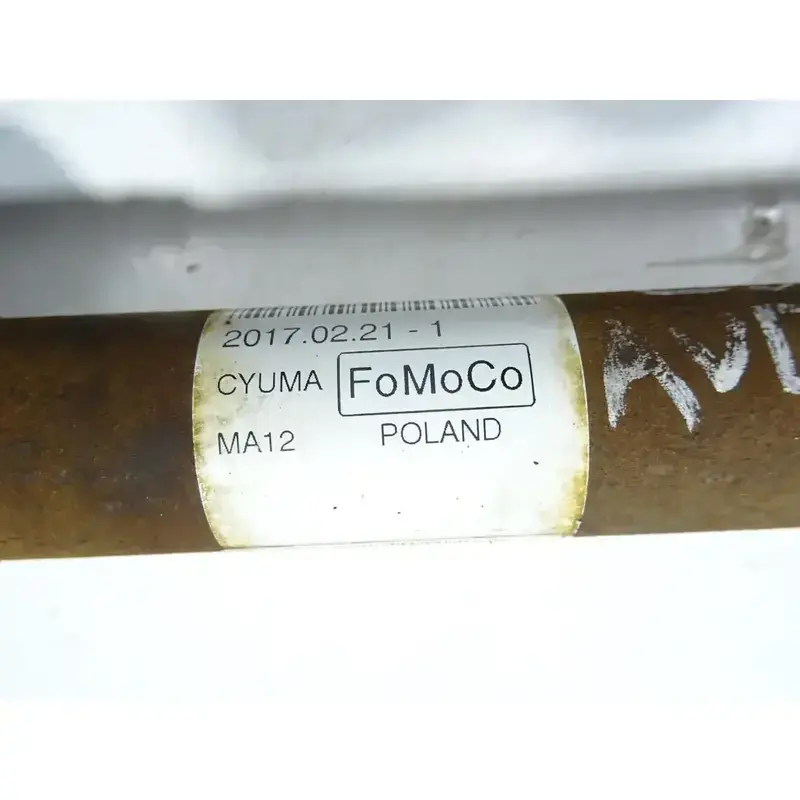 2017.02.21 - 1
CYUMA FoMoCo
MA12 POLAND